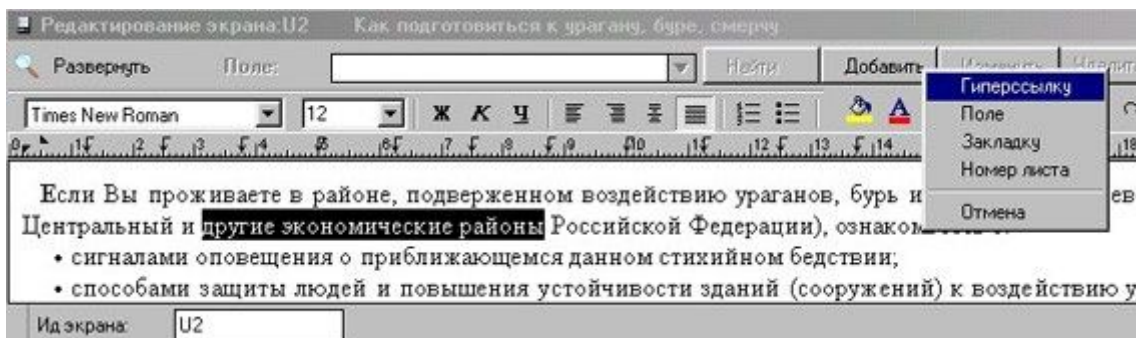 Редактирование экрана:U2 Как подготовиться к урагану, буре, смерчу
Развернуть Поле: Найти Добавить Изменить Удалить
Гиперссылку
Times New Roman 12 Ж К Ч
Поле
Закладку
Номер листа
Отмена
Если Вы проживаете в районе, подверженном воздействию ураганов, бурь и
Центральный и другие экономические районы Российской Федерации),
• сигналами оповещения о приближающемся данном стихийном бедствии;
• способами защиты людей и повышения устойчивости зданий (сооружений) к воздействию у
Ид экрана: U2